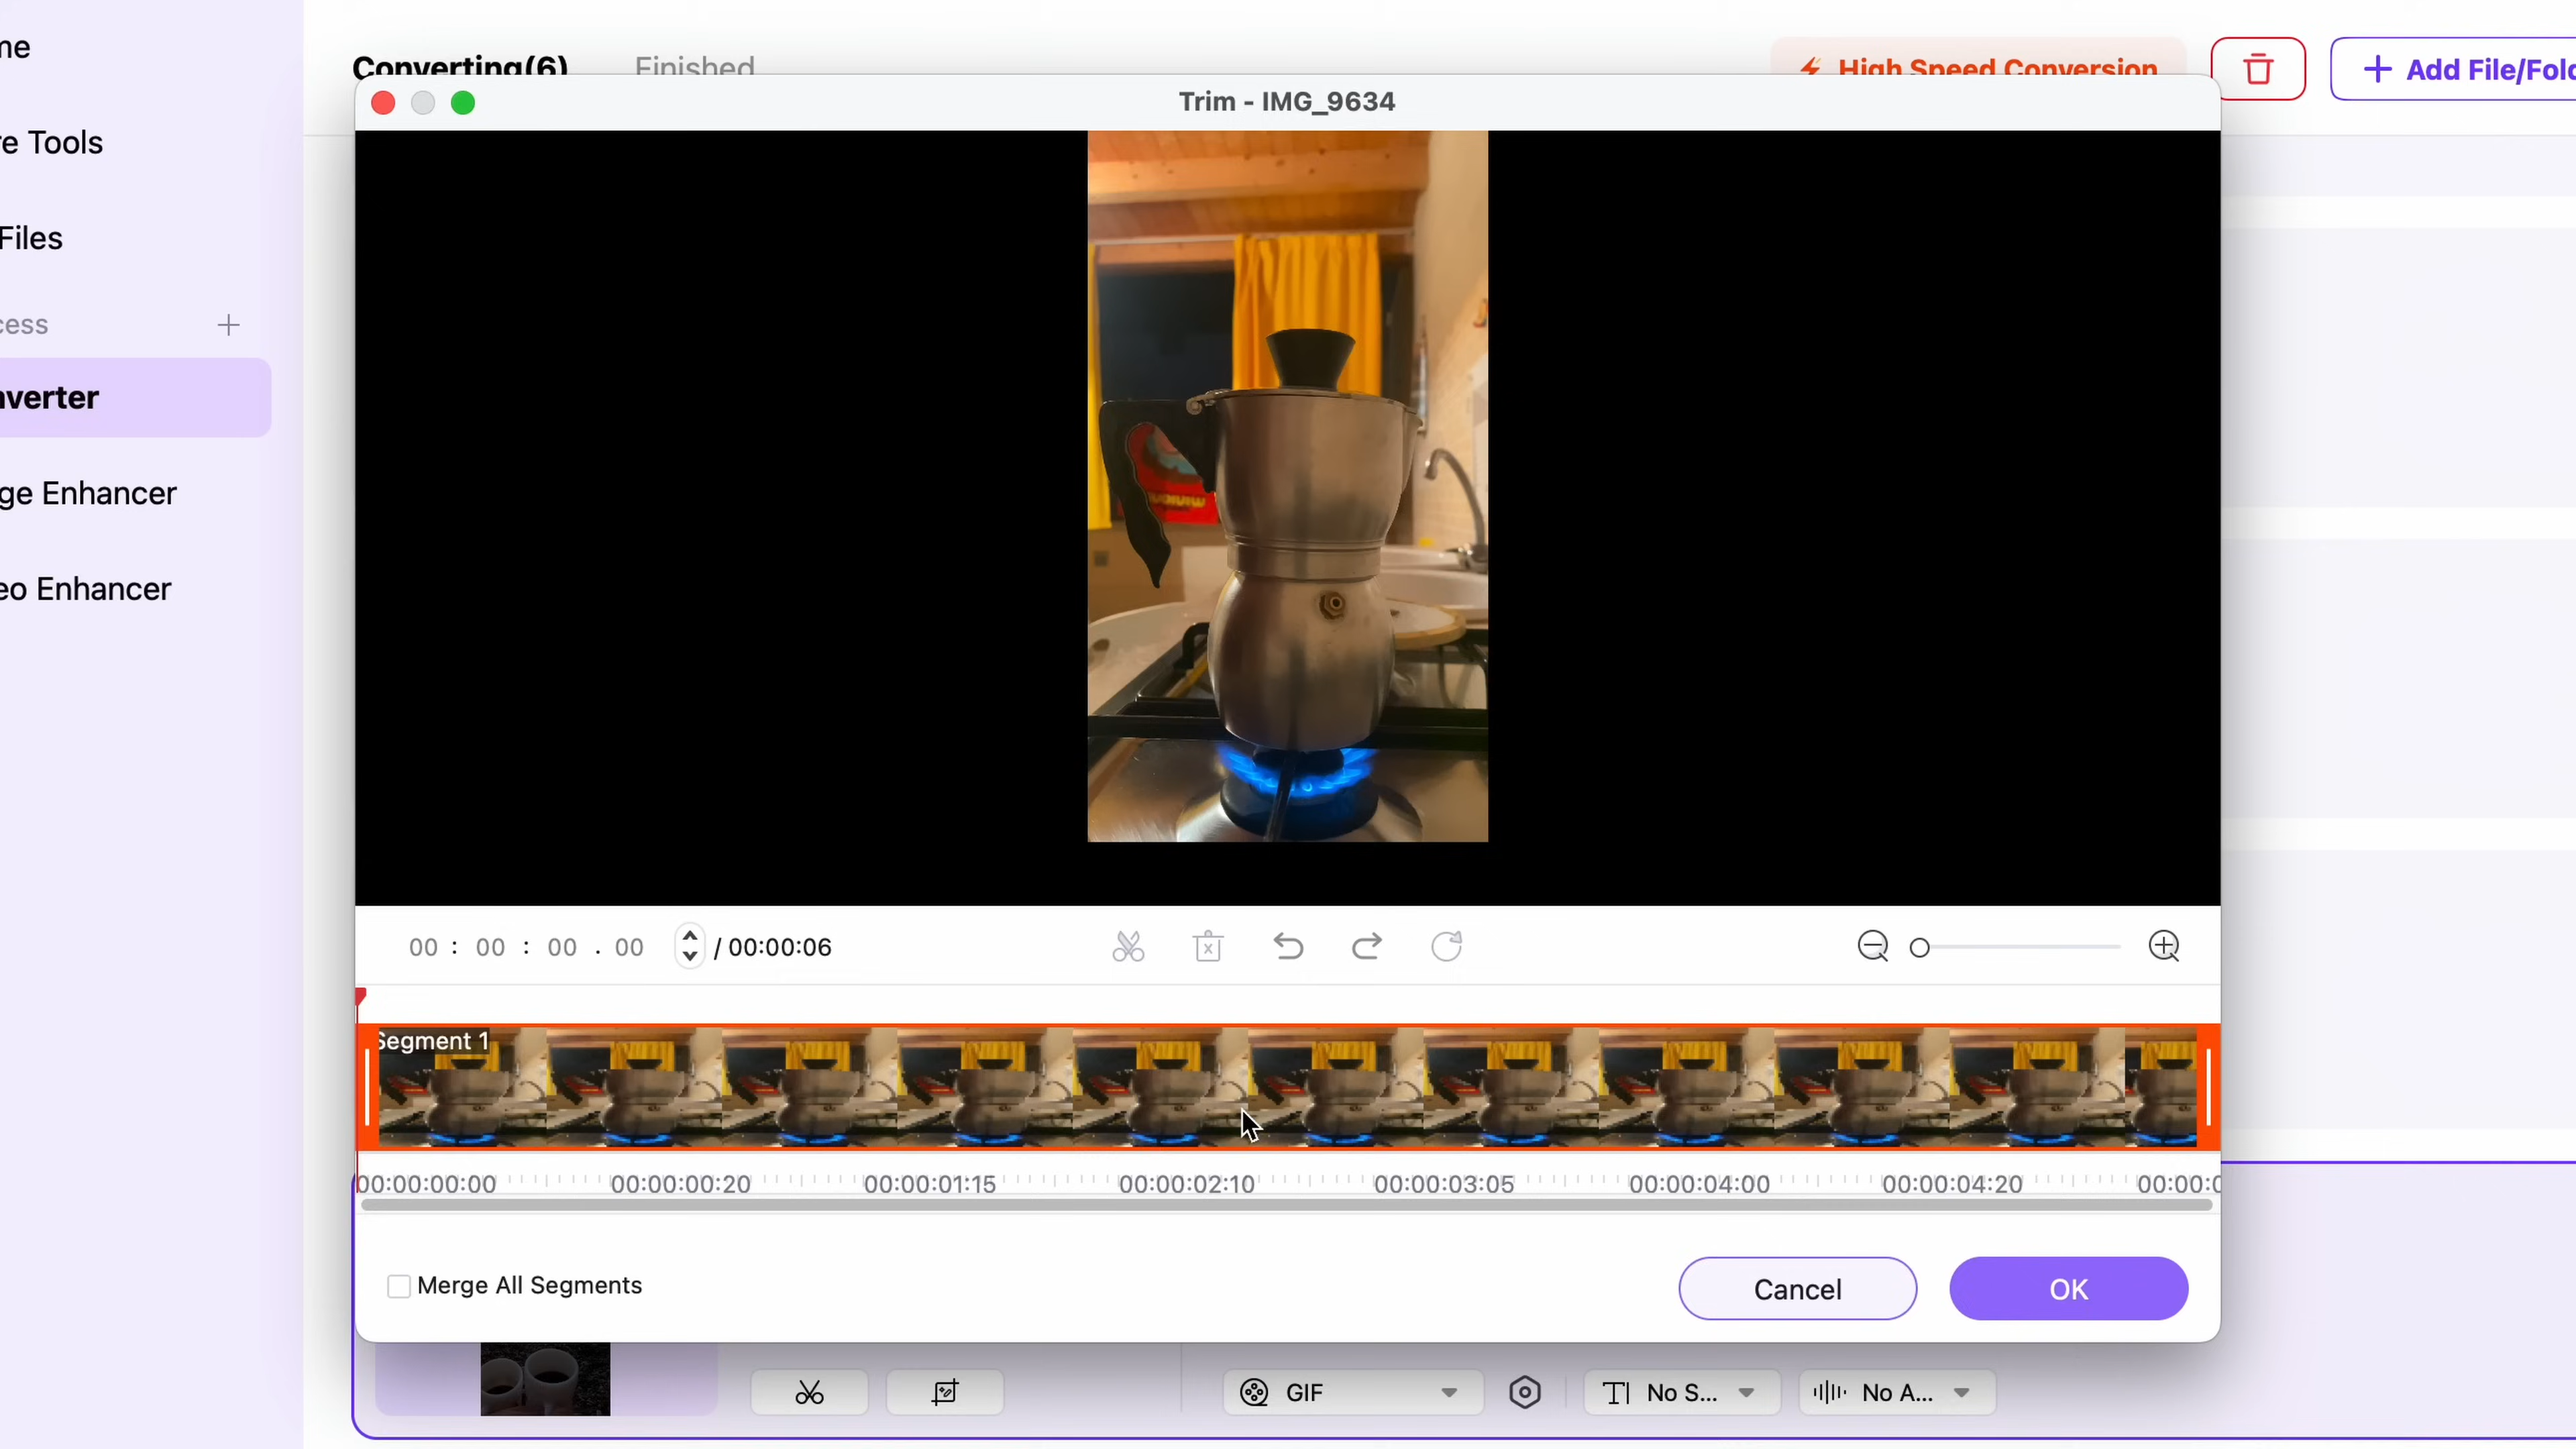 me
Converting(6) Finished High Speed Conversion Add File/Fold
Trim - IMG_9634
re Tools
Files
cess
nverter
ge Enhancer
eo Enhancer
00 : 00 : 00 . 00 / 00:00:06
Segment 1
00:00:00:00 00:00:00:20 00:00:01:15 00:00:02:10 00:00:03:05 00:00:04:00 00:00:04:20 00:00:0
Merge All Segments Cancel OK
GIF No S... No A...